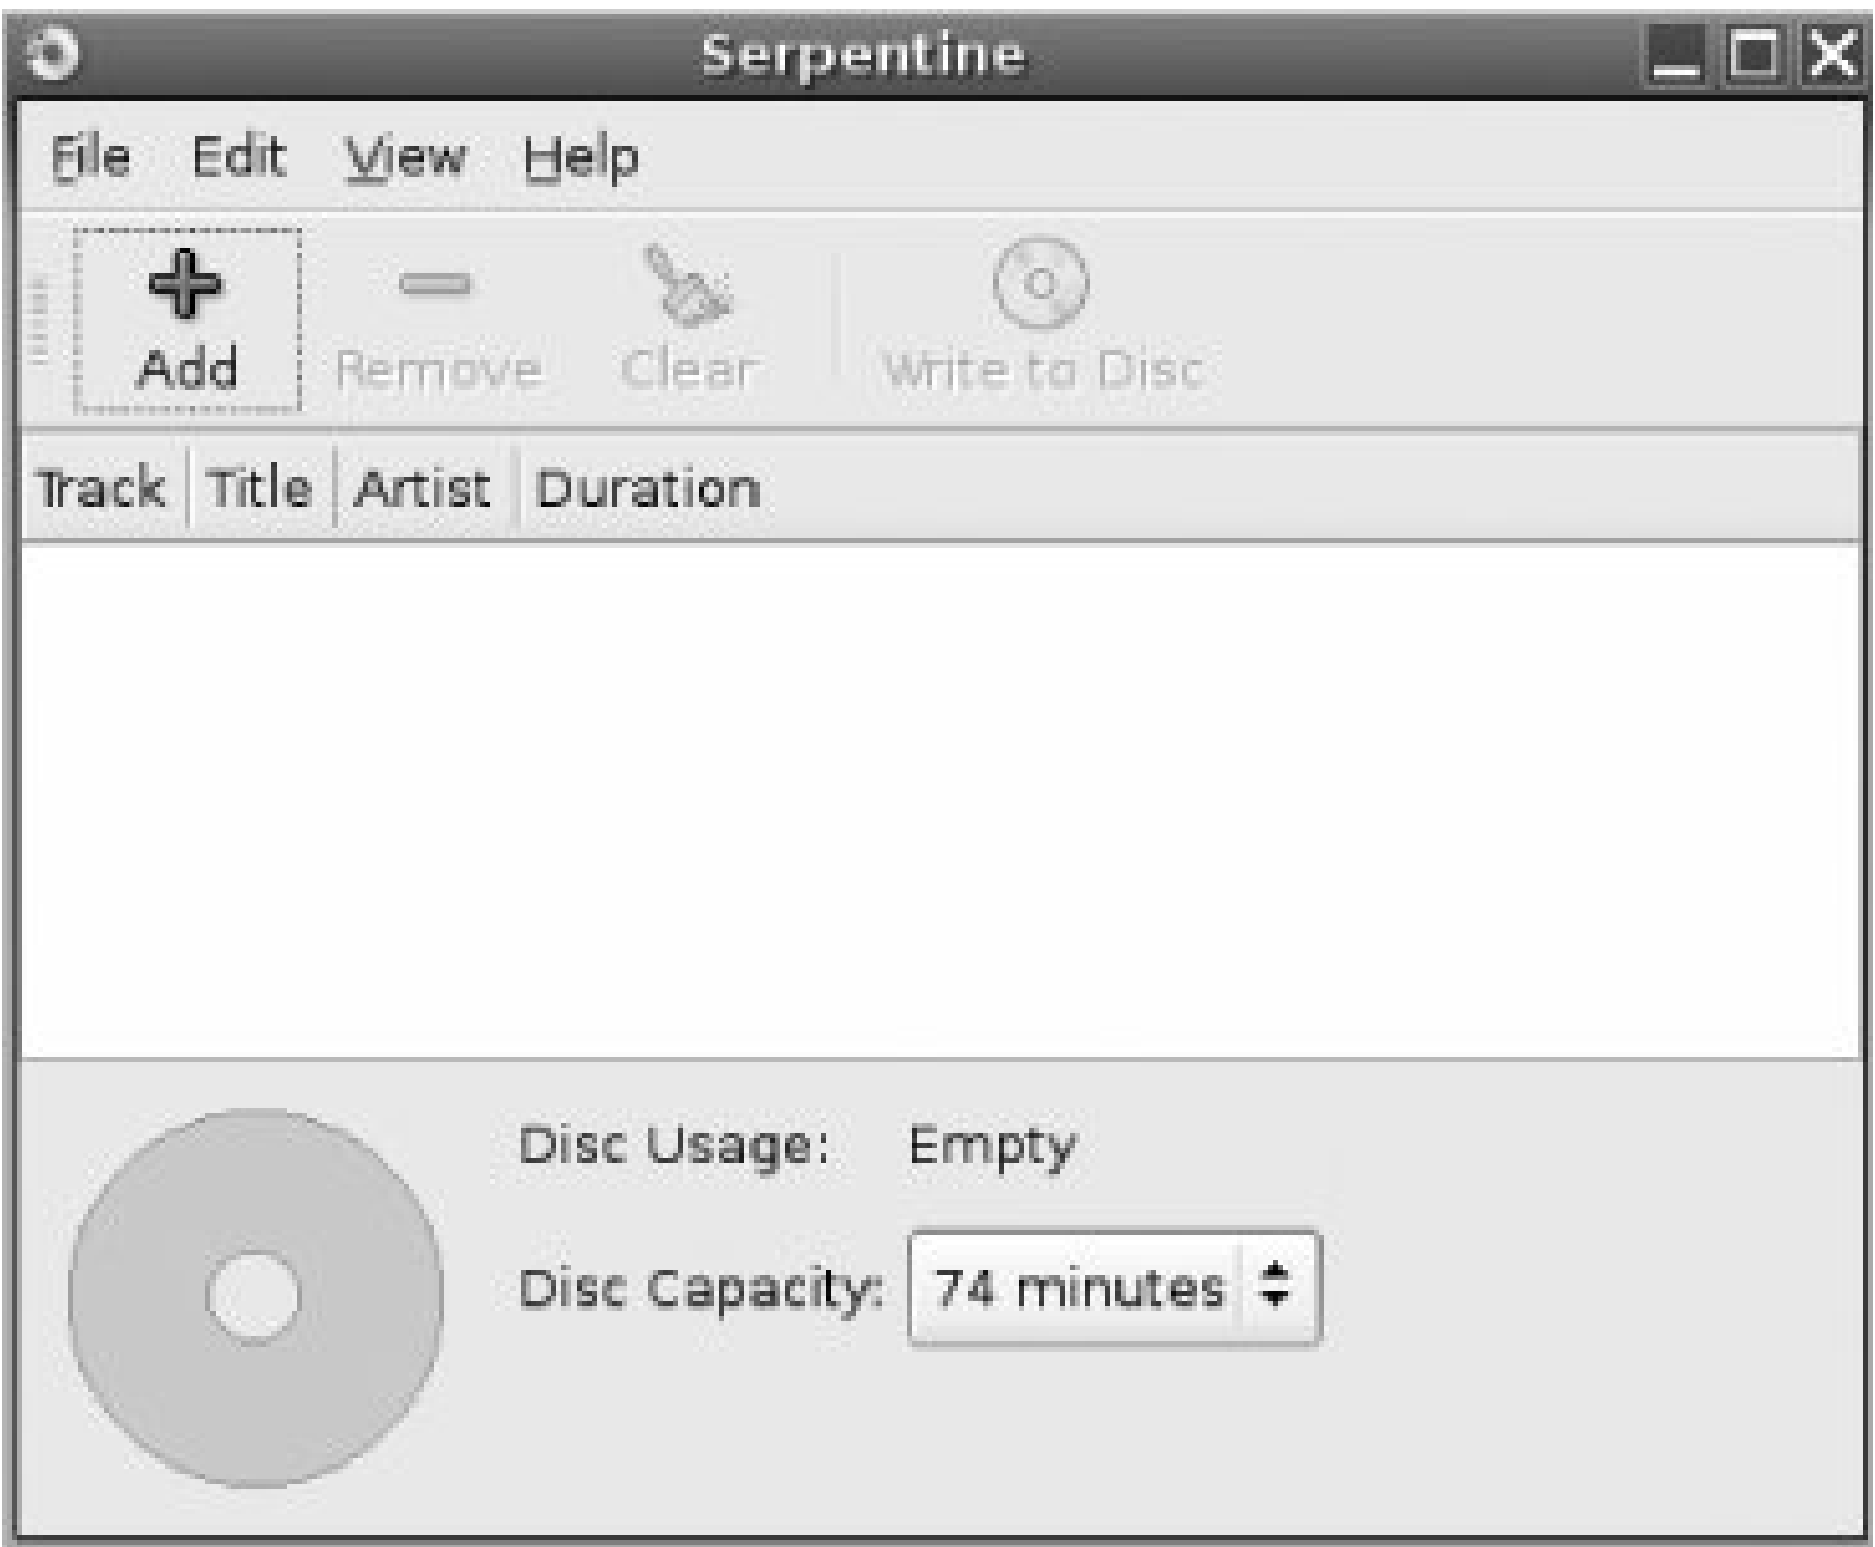 Serpentine
File Edit View Help
Add Remove Clear Write to Disc
Track Title Artist Duration
Disc Usage: Empty
Disc Capacity: 74 minutes